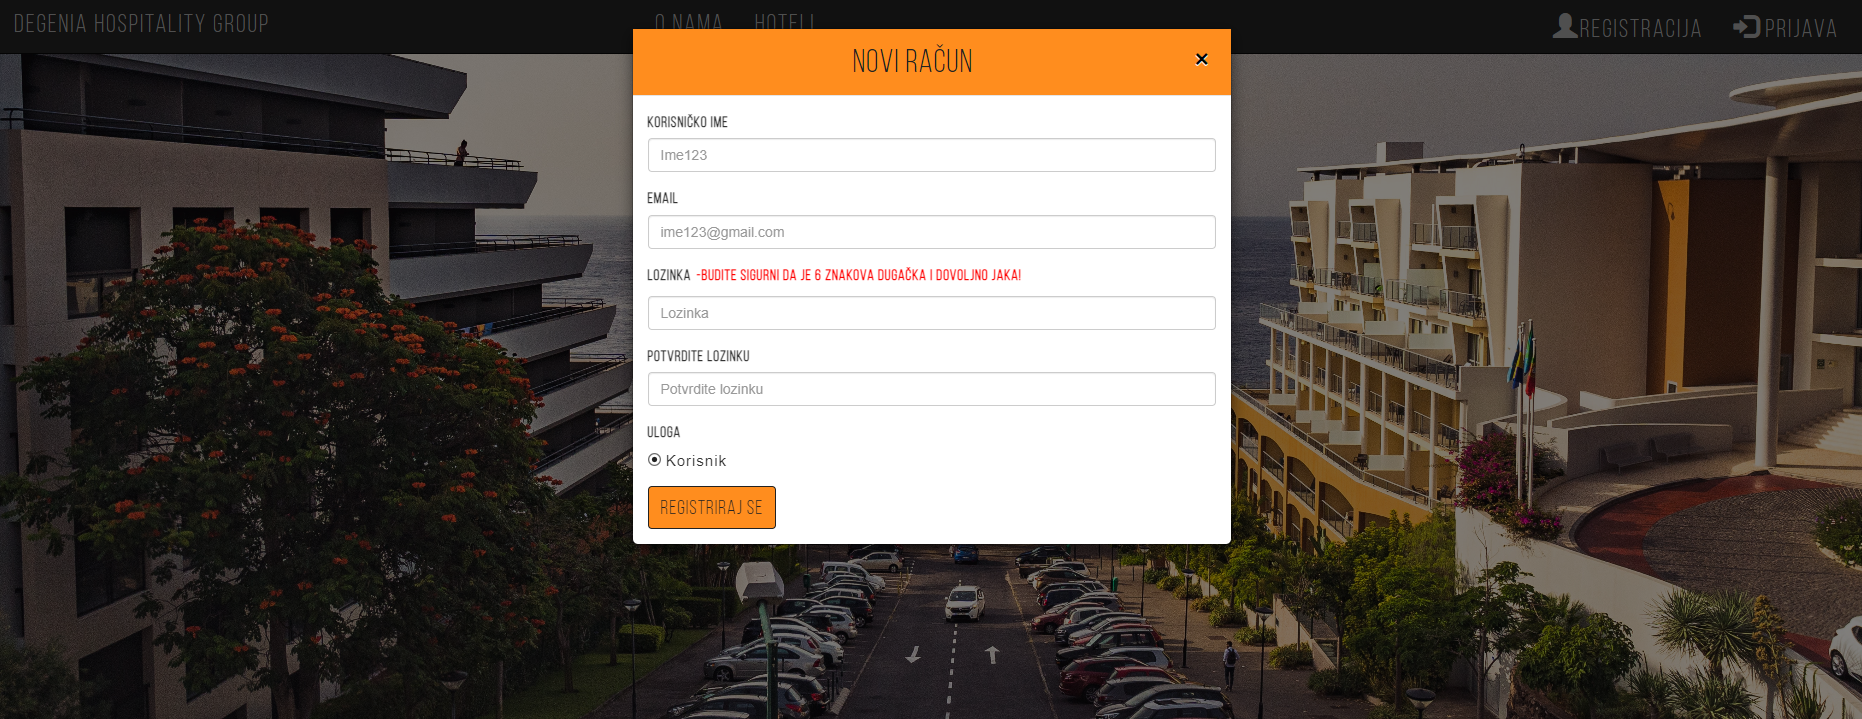 DEGENIA HOSPITALITY GROUP
O NAMA HOTELI
REGISTRACIJA PRIJAVA
NOVI RAČUN
×
KORISNIČKO IME
Ime123
EMAIL
ime123@gmail.com
LOZINKA -BUDITE SIGURNI DA JE 6 ZNAKOVA DUGAČKA I DOVOLJNO JAKA!
Lozinka
POTVRDITE LOZINKU
Potvrdite lozinku
ULOGA
Korisnik
REGISTRIRAJ SE